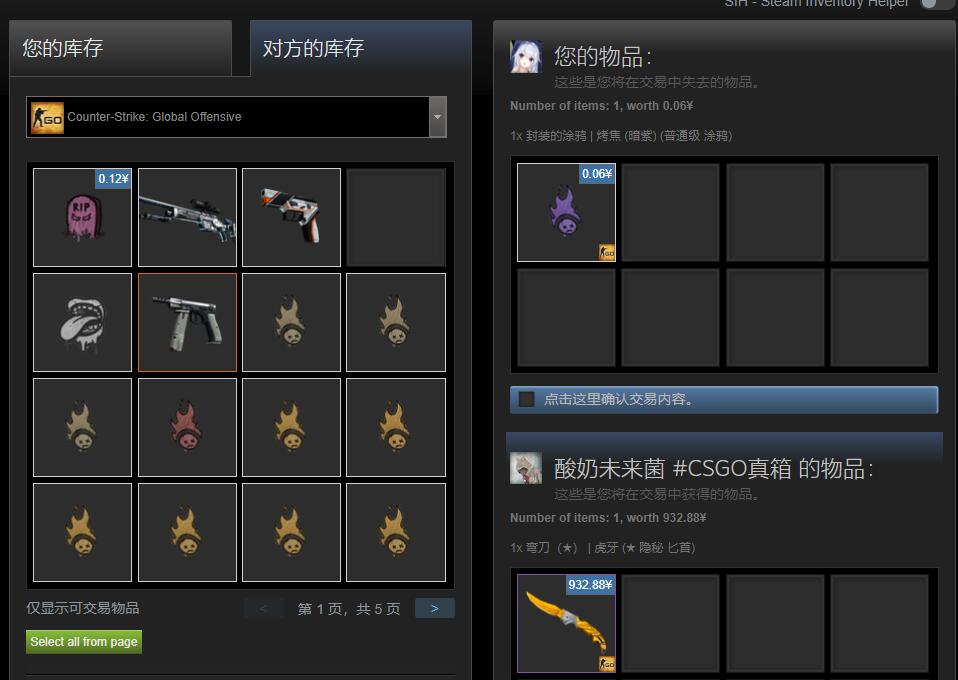 SIH - Steam Inventory Helper
您的库存
对方的库存
Counter-Strike: Global Offensive
0.12¥
RIP
仅显示可交易物品
<
第 1 页，共 5 页
>
Select all from page
您的物品：
这些是您将在交易中失去的物品。
Number of items: 1, worth 0.06¥
1x 封装的涂鸦 | 烤焦 (暗紫) (普通级 涂鸦)
0.06¥
点击这里确认交易内容。
酸奶未来菌 #CSGO真箱 的物品：
这些是您将在交易中获得的物品。
Number of items: 1, worth 932.88¥
1x 弯刀（★） | 虎牙 (★ 隐秘 匕首)
932.88¥